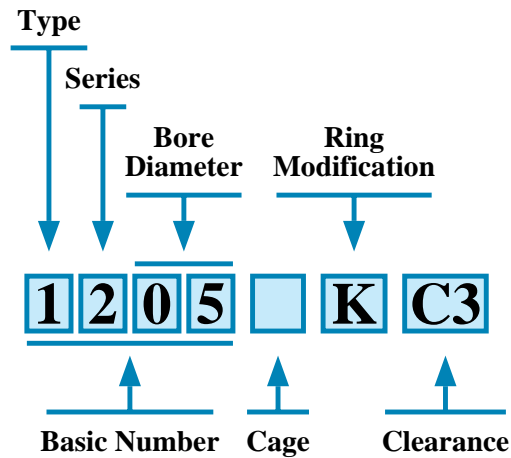 Type
Series
Bore
Diameter
Ring
Modification
1 2 0 5 K C3
Basic Number
Cage
Clearance